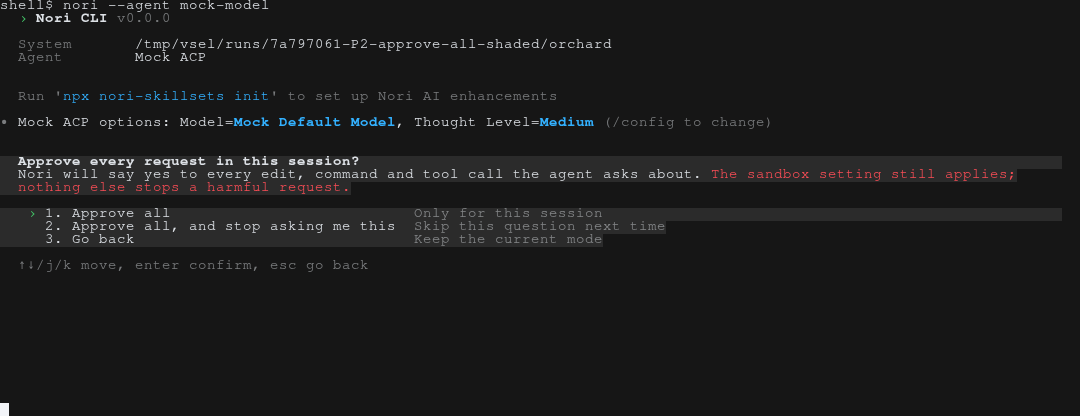 shell$ nori --agent mock-model
› Nori CLI v0.0.0
System /tmp/vsel/runs/7a797061-P2-approve-all-shaded/orchard
Agent Mock ACP
Run 'npx nori-skillsets init' to set up Nori AI enhancements
• Mock ACP options: Model=Mock Default Model, Thought Level=Medium (/config to change)
Approve every request in this session?
Nori will say yes to every edit, command and tool call the agent asks about. The sandbox setting still applies;
nothing else stops a harmful request.
› 1. Approve all Only for this session
2. Approve all, and stop asking me this Skip this question next time
3. Go back Keep the current mode
↑↓/j/k move, enter confirm, esc go back